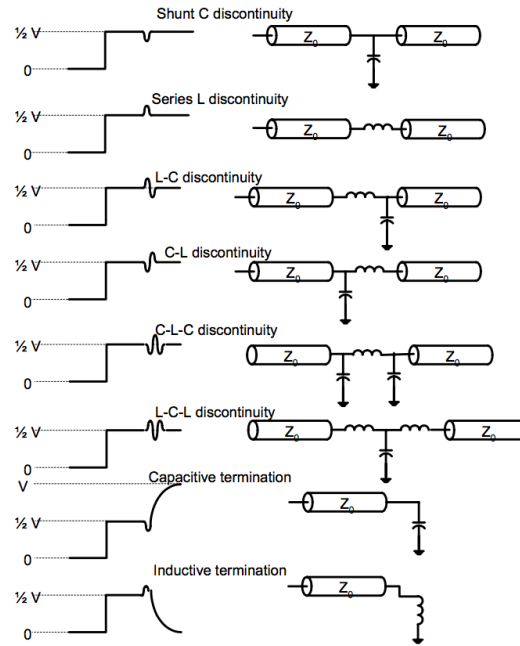 Shunt C discontinuity
½ V
0
Z₀ Z₀
Series L discontinuity
½ V
0
Z₀ Z₀
L-C discontinuity
½ V
0
Z₀ Z₀
C-L discontinuity
½ V
0
Z₀ Z₀
C-L-C discontinuity
½ V
0
Z₀ Z₀
L-C-L discontinuity
½ V
0
Z₀ Z₀
Capacitive termination
V
½ V
0
Z₀
Inductive termination
½ V
0
Z₀